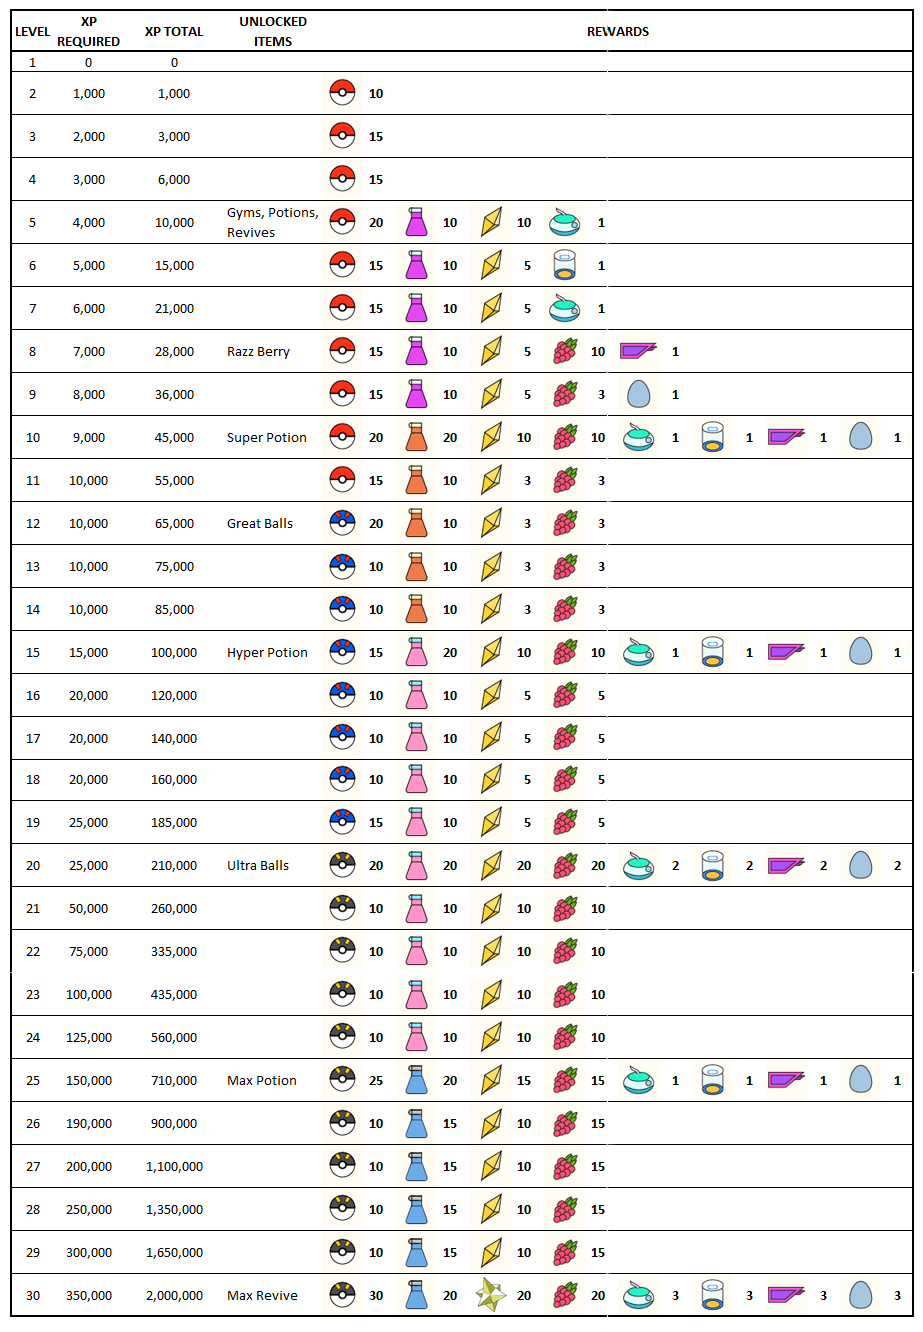 LEVEL XP REQUIRED XP TOTAL UNLOCKED ITEMS REWARDS
1 0 0
2 1,000 1,000 10
3 2,000 3,000 15
4 3,000 6,000 15
5 4,000 10,000 Gyms, Potions, Revives 20 10 10 1
6 5,000 15,000 15 10 5 1
7 6,000 21,000 15 10 5 1
8 7,000 28,000 Razz Berry 15 10 5 10 1
9 8,000 36,000 15 10 5 3 1
10 9,000 45,000 Super Potion 20 20 10 10 1 1 1 1
11 10,000 55,000 15 10 3 3
12 10,000 65,000 Great Balls 20 10 3 3
13 10,000 75,000 10 10 3 3
14 10,000 85,000 10 10 3 3
15 15,000 100,000 Hyper Potion 15 20 10 10 1 1 1 1
16 20,000 120,000 10 10 5 5
17 20,000 140,000 10 10 5 5
18 20,000 160,000 10 10 5 5
19 25,000 185,000 15 10 5 5
20 25,000 210,000 Ultra Balls 20 20 20 20 2 2 2 2
21 50,000 260,000 10 10 10 10
22 75,000 335,000 10 10 10 10
23 100,000 435,000 10 10 10 10
24 125,000 560,000 10 10 10 10
25 150,000 710,000 Max Potion 25 20 15 15 1 1 1 1
26 190,000 900,000 10 15 10 15
27 200,000 1,100,000 10 15 10 15
28 250,000 1,350,000 10 15 10 15
29 300,000 1,650,000 10 15 10 15
30 350,000 2,000,000 Max Revive 30 20 20 20 3 3 3 3